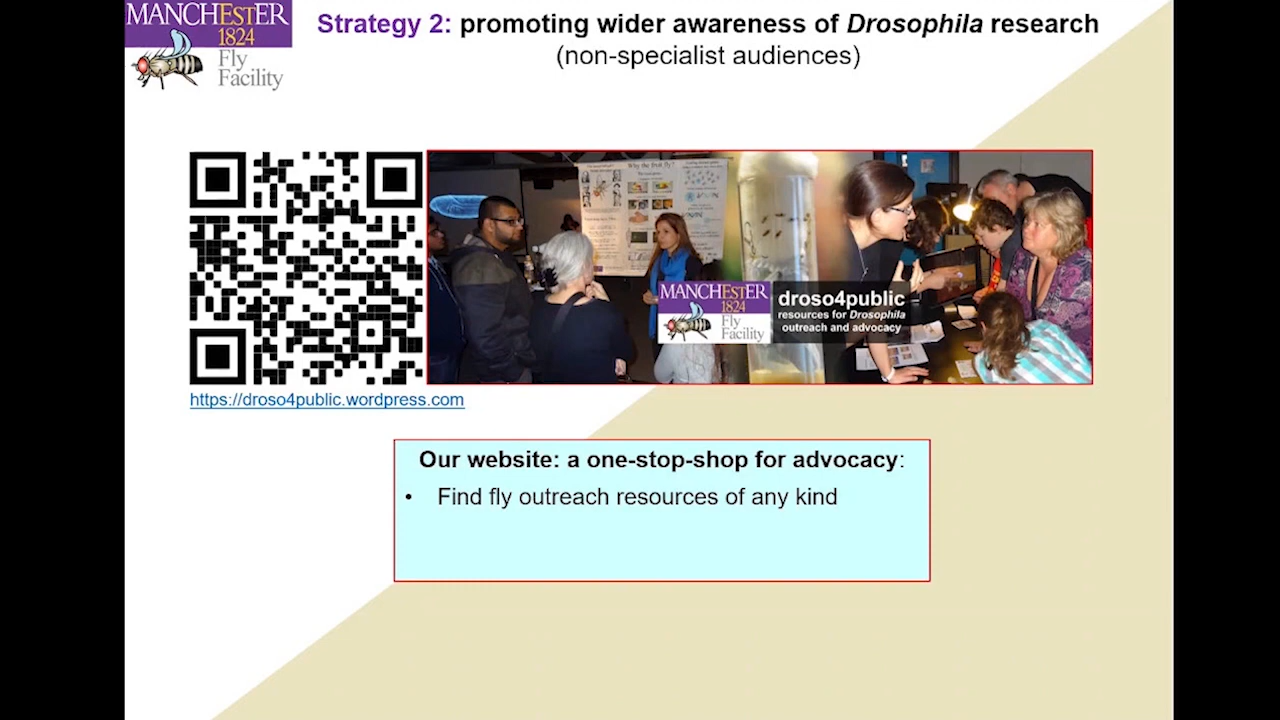 MANCHESTER
1824
Fly
Facility
Strategy 2: promoting wider awareness of Drosophila research
(non-specialist audiences)
Why the fruit fly?
MANCHESTER
1824
Fly
Facility
droso4public
resources for Drosophila
outreach and advocacy
https://droso4public.wordpress.com
Our website: a one-stop-shop for advocacy:
• Find fly outreach resources of any kind